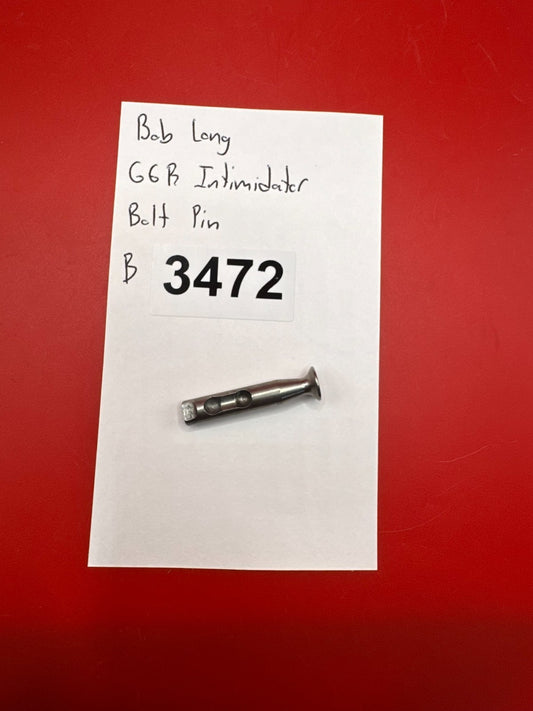 Bob Long
G6R Intimidator
Bolt Pin
B 3472